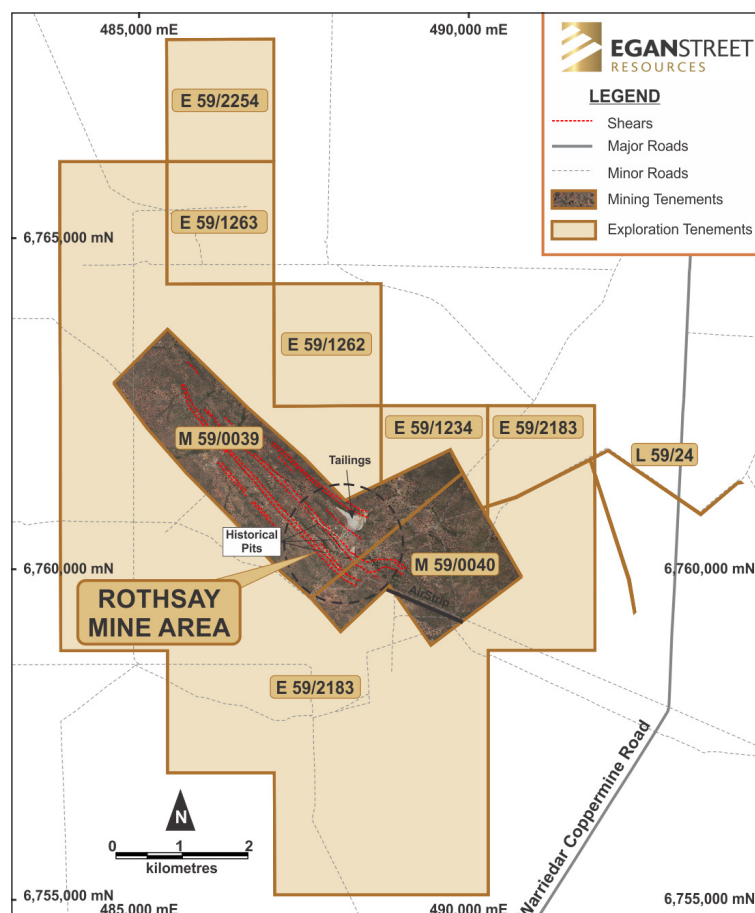 485,000 mE
490,000 mE
EGANSTREET
RESOURCES
LEGEND
Shears
Major Roads
Minor Roads
Mining Tenements
Exploration Tenements
E 59/2254
E 59/1263
6,765,000 mN
6,765,000 mN
E 59/1262
E 59/1234
E 59/2183
M 59/0039
L 59/24
Tailings
Historical
Pits
M 59/0040
6,760,000 mN
6,760,000 mN
AirStrip
ROTHSAY
MINE AREA
E 59/2183
Warriedar Coppermine Road
N
0
1
2
kilometres
6,755,000 mN
6,755,000 mN
485,000 mE
490,000 mE